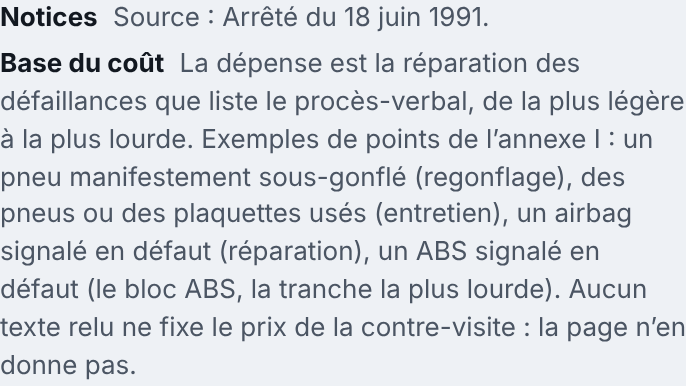 Notices Source : Arrêté du 18 juin 1991.
Base du coût La dépense est la réparation des
défaillances que liste le procès-verbal, de la plus légère
à la plus lourde. Exemples de points de l’annexe I : un
pneu manifestement sous-gonflé (regonflage), des
pneus ou des plaquettes usés (entretien), un airbag
signalé en défaut (réparation), un ABS signalé en
défaut (le bloc ABS, la tranche la plus lourde). Aucun
texte relu ne fixe le prix de la contre-visite : la page n’en
donne pas.